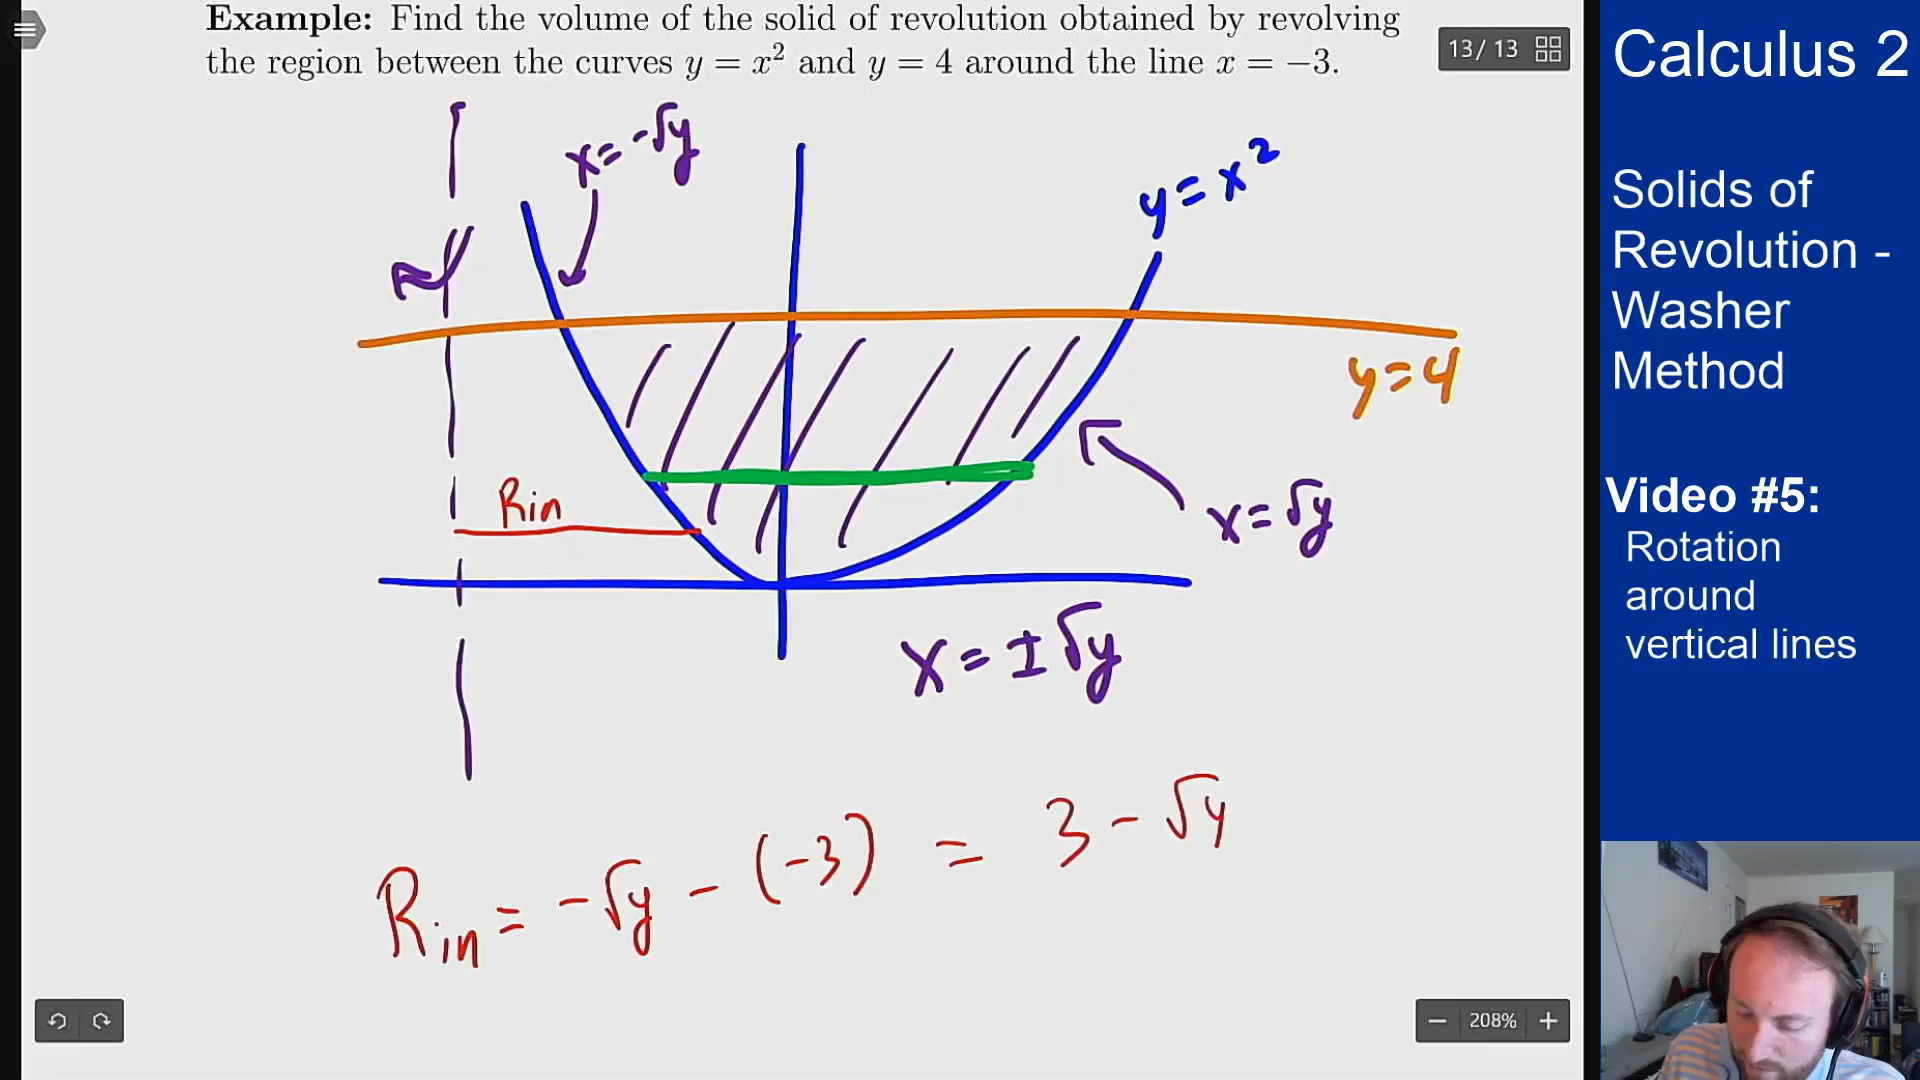 Example: Find the volume of the solid of revolution obtained by revolving
the region between the curves y = x² and y = 4 around the line x = −3.
13/ 13
x = -√y
y = x²
y = 4
Rin
x = √y
x = ± √y
Rin = -√y - (-3) = 3 - √y
208%
Calculus 2
Solids of
Revolution -
Washer
Method
Video #5:
Rotation
around
vertical lines